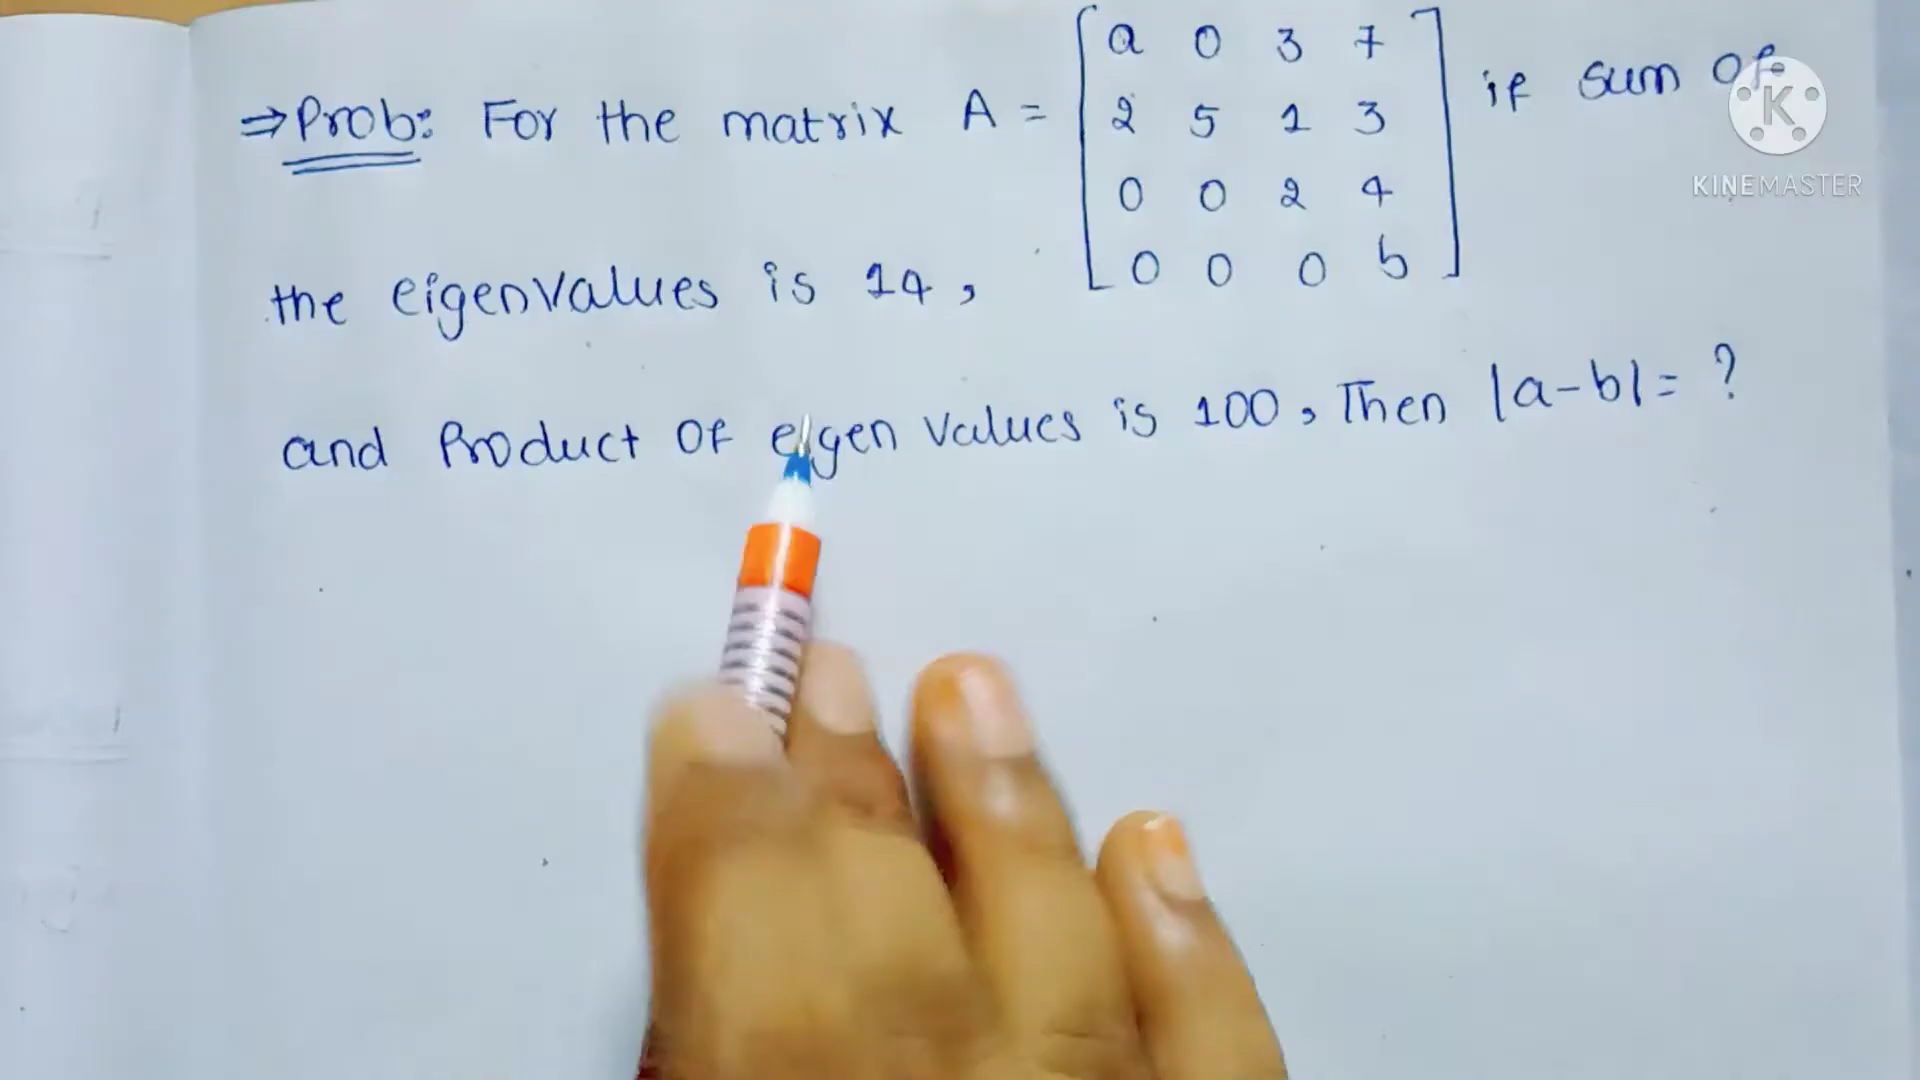 ⇒Prob: For the matrix A = [a 0 3 7 if sum of
2 5 1 3
0 0 2 4
0 0 0 b]
the eigenvalues is 14,
and Product of eigen values is 100, Then |a-b| = ?
KINEMASTER